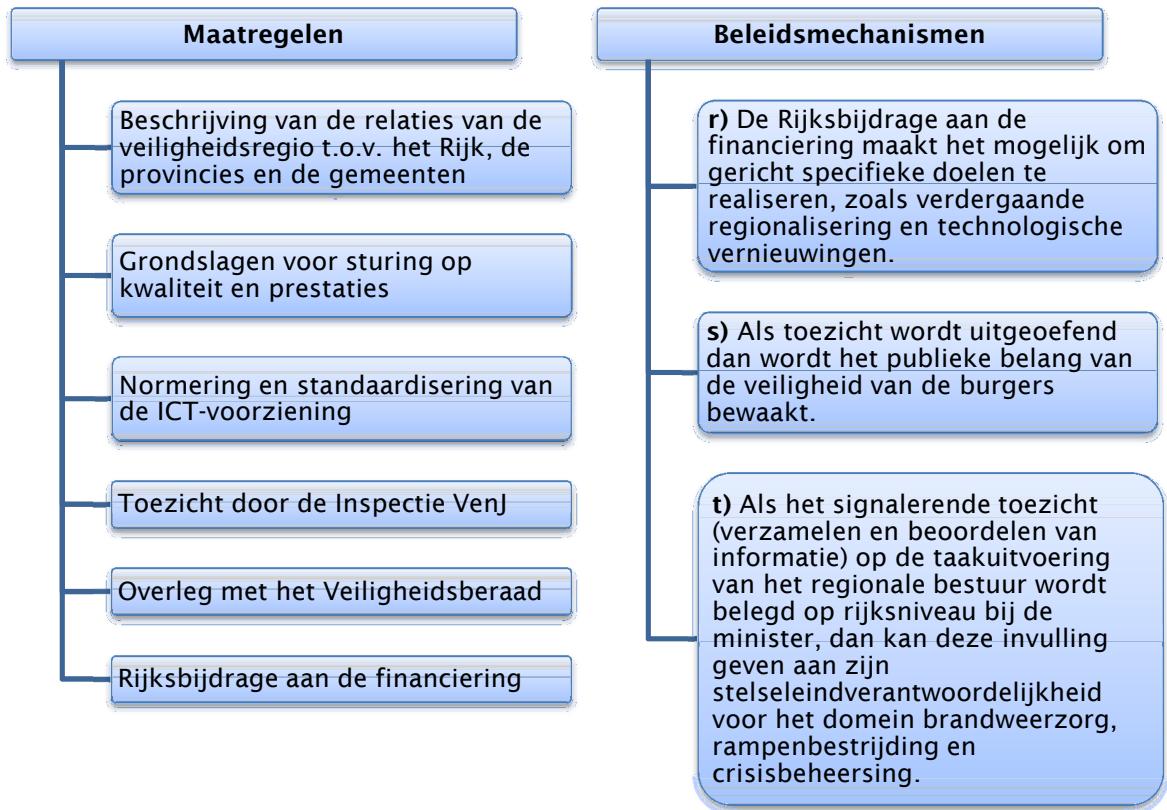 Maatregelen
Beschrijving van de relaties van de
veiligheidsregio t.o.v. het Rijk, de
provincies en de gemeenten
Grondslagen voor sturing op
kwaliteit en prestaties
Normering en standaardisering van
de ICT-voorziening
Toezicht door de Inspectie VenJ
Overleg met het Veiligheidsberaad
Rijksbijdrage aan de financiering
Beleidsmechanismen
r) De Rijksbijdrage aan de
financiering maakt het mogelijk om
gericht specifieke doelen te
realiseren, zoals verdergaande
regionalisering en technologische
vernieuwingen.
s) Als toezicht wordt uitgeoefend
dan wordt het publieke belang van
de veiligheid van de burgers
bewaakt.
t) Als het signalerende toezicht
(verzamelen en beoordelen van
informatie) op de taakuitvoering
van het regionale bestuur wordt
belegd op rijksniveau bij de
minister, dan kan deze invulling
geven aan zijn
stelseleindverantwoordelijkheid
voor het domein brandweerzorg,
rampenbestrijding en
crisisbeheersing.